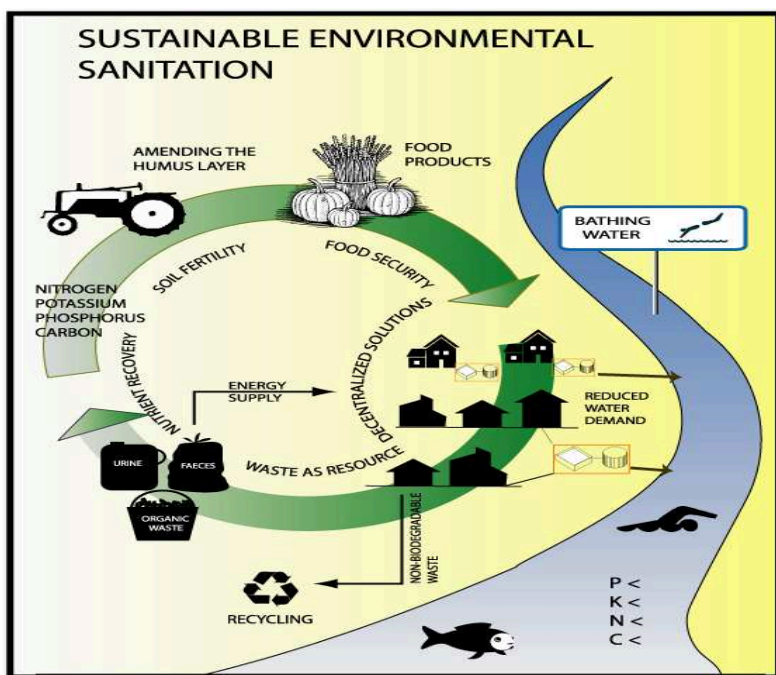 SUSTAINABLE ENVIRONMENTAL
SANITATION
AMENDING THE
HUMUS LAYER
FOOD
PRODUCTS
BATHING
WATER
NITROGEN
POTASSIUM
PHOSPHORUS
CARBON
SOIL FERTILITY
FOOD SECURITY
NUTRIENT RECOVERY
DECENTRALIZED SOLUTIONS
ENERGY
SUPPLY
REDUCED
WATER
DEMAND
WASTE AS RESOURCE
URINE
FAECES
ORGANIC
WASTE
NON-BIODEGRADABLE
WASTE
RECYCLING
P <
K <
N <
C <